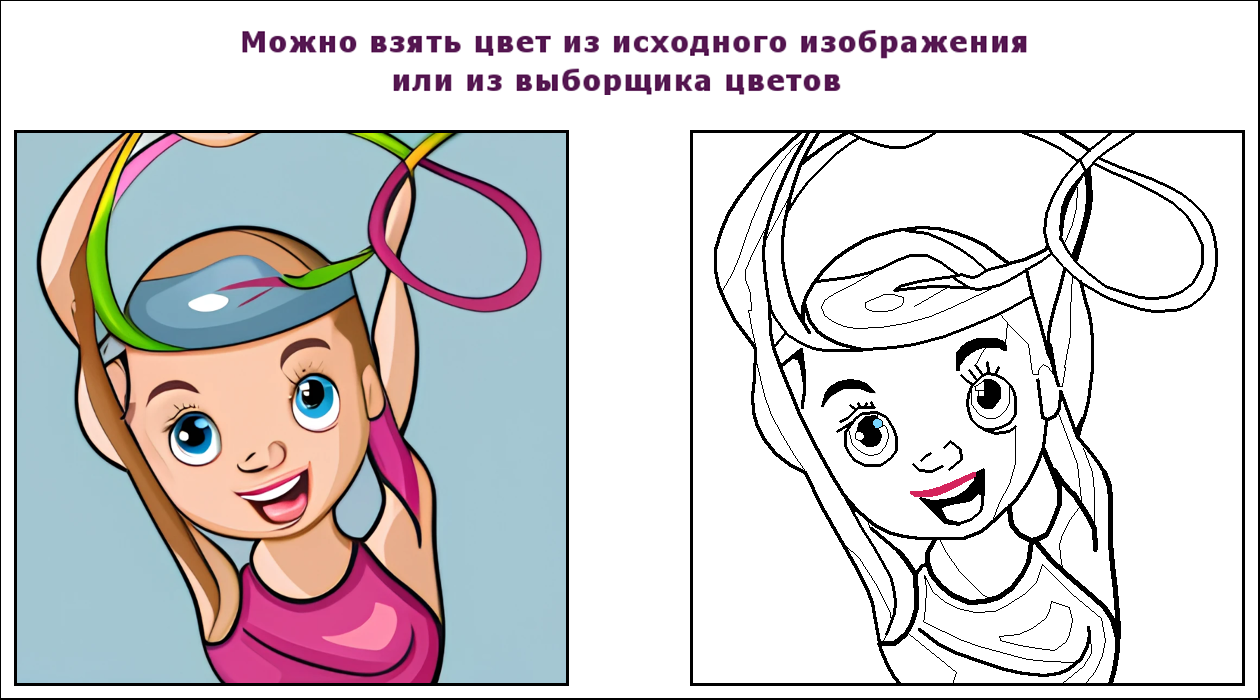 Можно взять цвет из исходного изображения
или из выборщика цветов